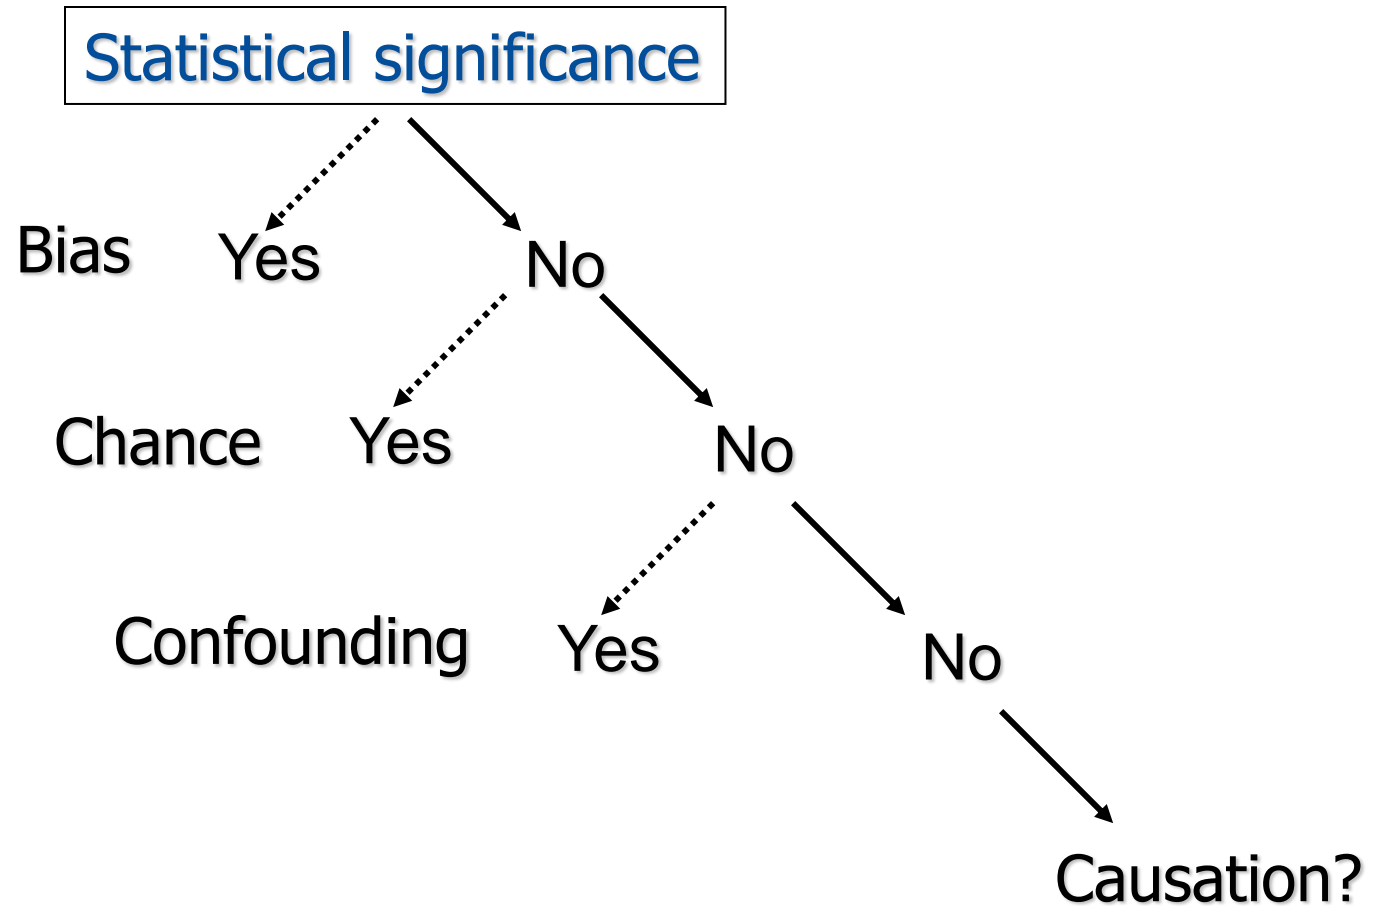 Statistical significance
Bias Yes No
Chance Yes No
Confounding Yes No
Causation?